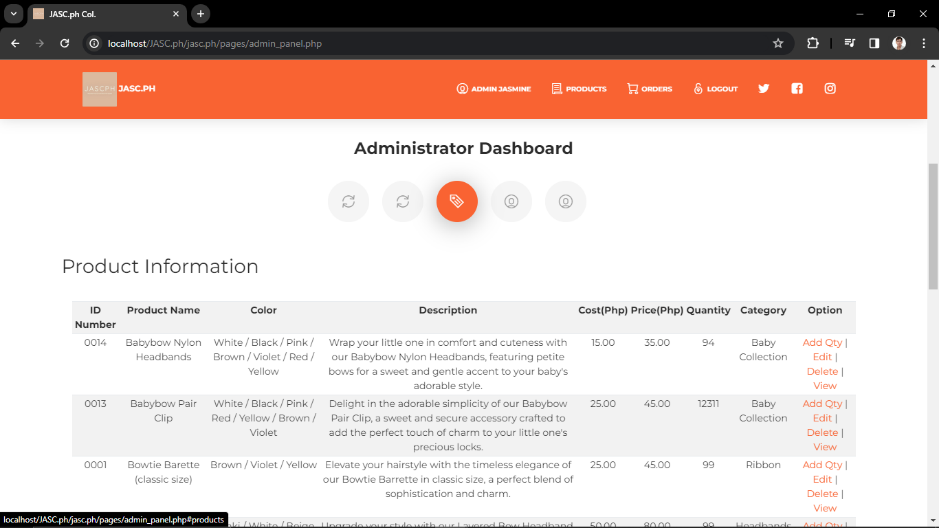 JASC.ph Col.
localhost/JASC.ph/jasc.ph/pages/admin_panel.php
JASCPH JASC.PH ADMIN JASMINE PRODUCTS ORDERS LOGOUT
Administrator Dashboard
Product Information
ID Number Product Name Color Description Cost(Php) Price(Php) Quantity Category Option
0014 Babybow Nylon White / Black / Pink / Wrap your little one in comfort and cuteness with 15.00 35.00 94 Baby Add Qty |
Headbands Brown / Violet / Red / our Babybow Nylon Headbands, featuring petite Collection Edit |
Yellow bows for a sweet and gentle accent to your baby's Delete |
adorable style. View
0013 Babybow Pair White / Black / Pink / Delight in the adorable simplicity of our Babybow 25.00 45.00 12311 Baby Add Qty |
Clip Red / Yellow / Brown / Pair Clip, a sweet and secure accessory crafted to Collection Edit |
Violet add the perfect touch of charm to your little one's Delete |
precious locks. View
0001 Bowtie Barette Brown / Violet / Yellow Elevate your hairstyle with the timeless elegance of 25.00 45.00 99 Ribbon Add Qty |
(classic size) our Bowtie Barrette in classic size, a perfect blend of Edit |
sophistication and charm. Delete |
View
/ White / Beige Upgrade your style with our Layered Bow Headband 50.00 80.00 99 Headbands Add Qty |
localhost/JASC.ph/jasc.ph/pages/admin_panel.php#products